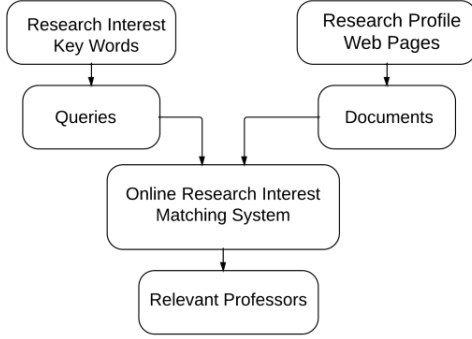 Research Interest
Key Words
Research Profile
Web Pages
Queries
Documents
Online Research Interest
Matching System
Relevant Professors